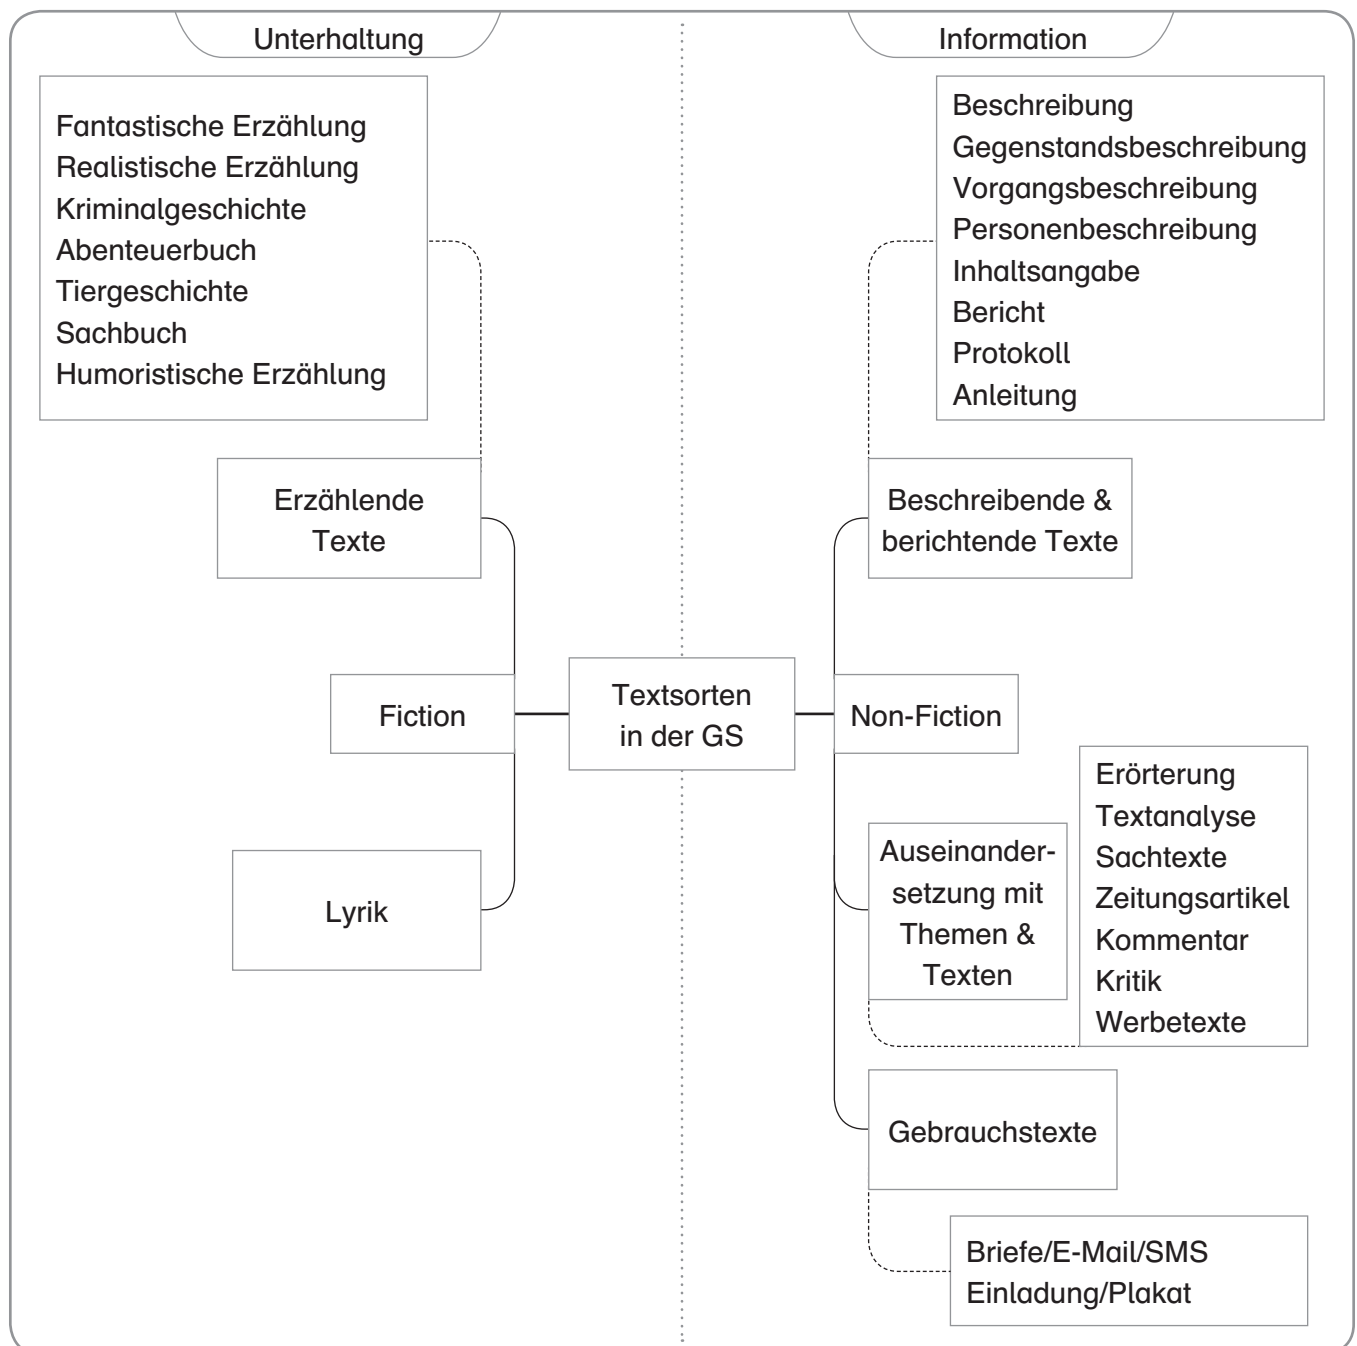 Unterhaltung
Information
Fantastische Erzählung
Realistische Erzählung
Kriminalgeschichte
Abenteuerbuch
Tiergeschichte
Sachbuch
Humoristische Erzählung
Beschreibung
Gegenstandsbeschreibung
Vorgangsbeschreibung
Personenbeschreibung
Inhaltsangabe
Bericht
Protokoll
Anleitung
Erzählende
Texte
Beschreibende &
berichtende Texte
Fiction
Textsorten
in der GS
Non-Fiction
Lyrik
Auseinander-
setzung mit
Themen &
Texten
Erörterung
Textanalyse
Sachtexte
Zeitungsartikel
Kommentar
Kritik
Werbetexte
Gebrauchstexte
Briefe/E-Mail/SMS
Einladung/Plakat